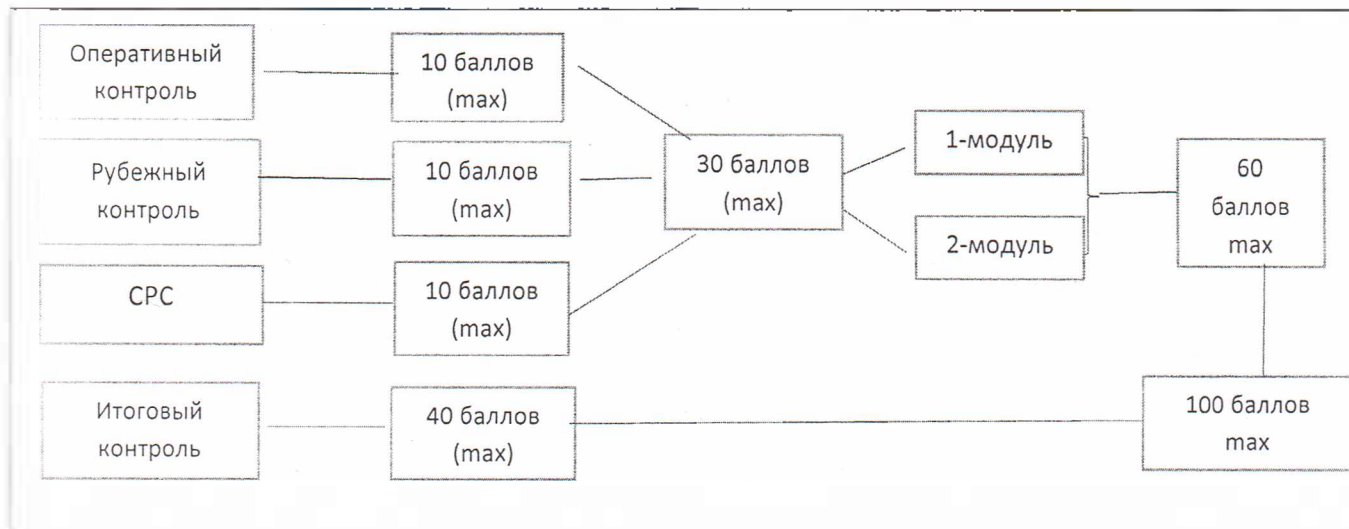 Оперативный
контроль
10 баллов
(max)
Рубежный
контроль
10 баллов
(max)
СРС
10 баллов
(max)
30 баллов
(max)
1-модуль
2-модуль
60
баллов
max
Итоговый
контроль
40 баллов
(max)
100 баллов
max